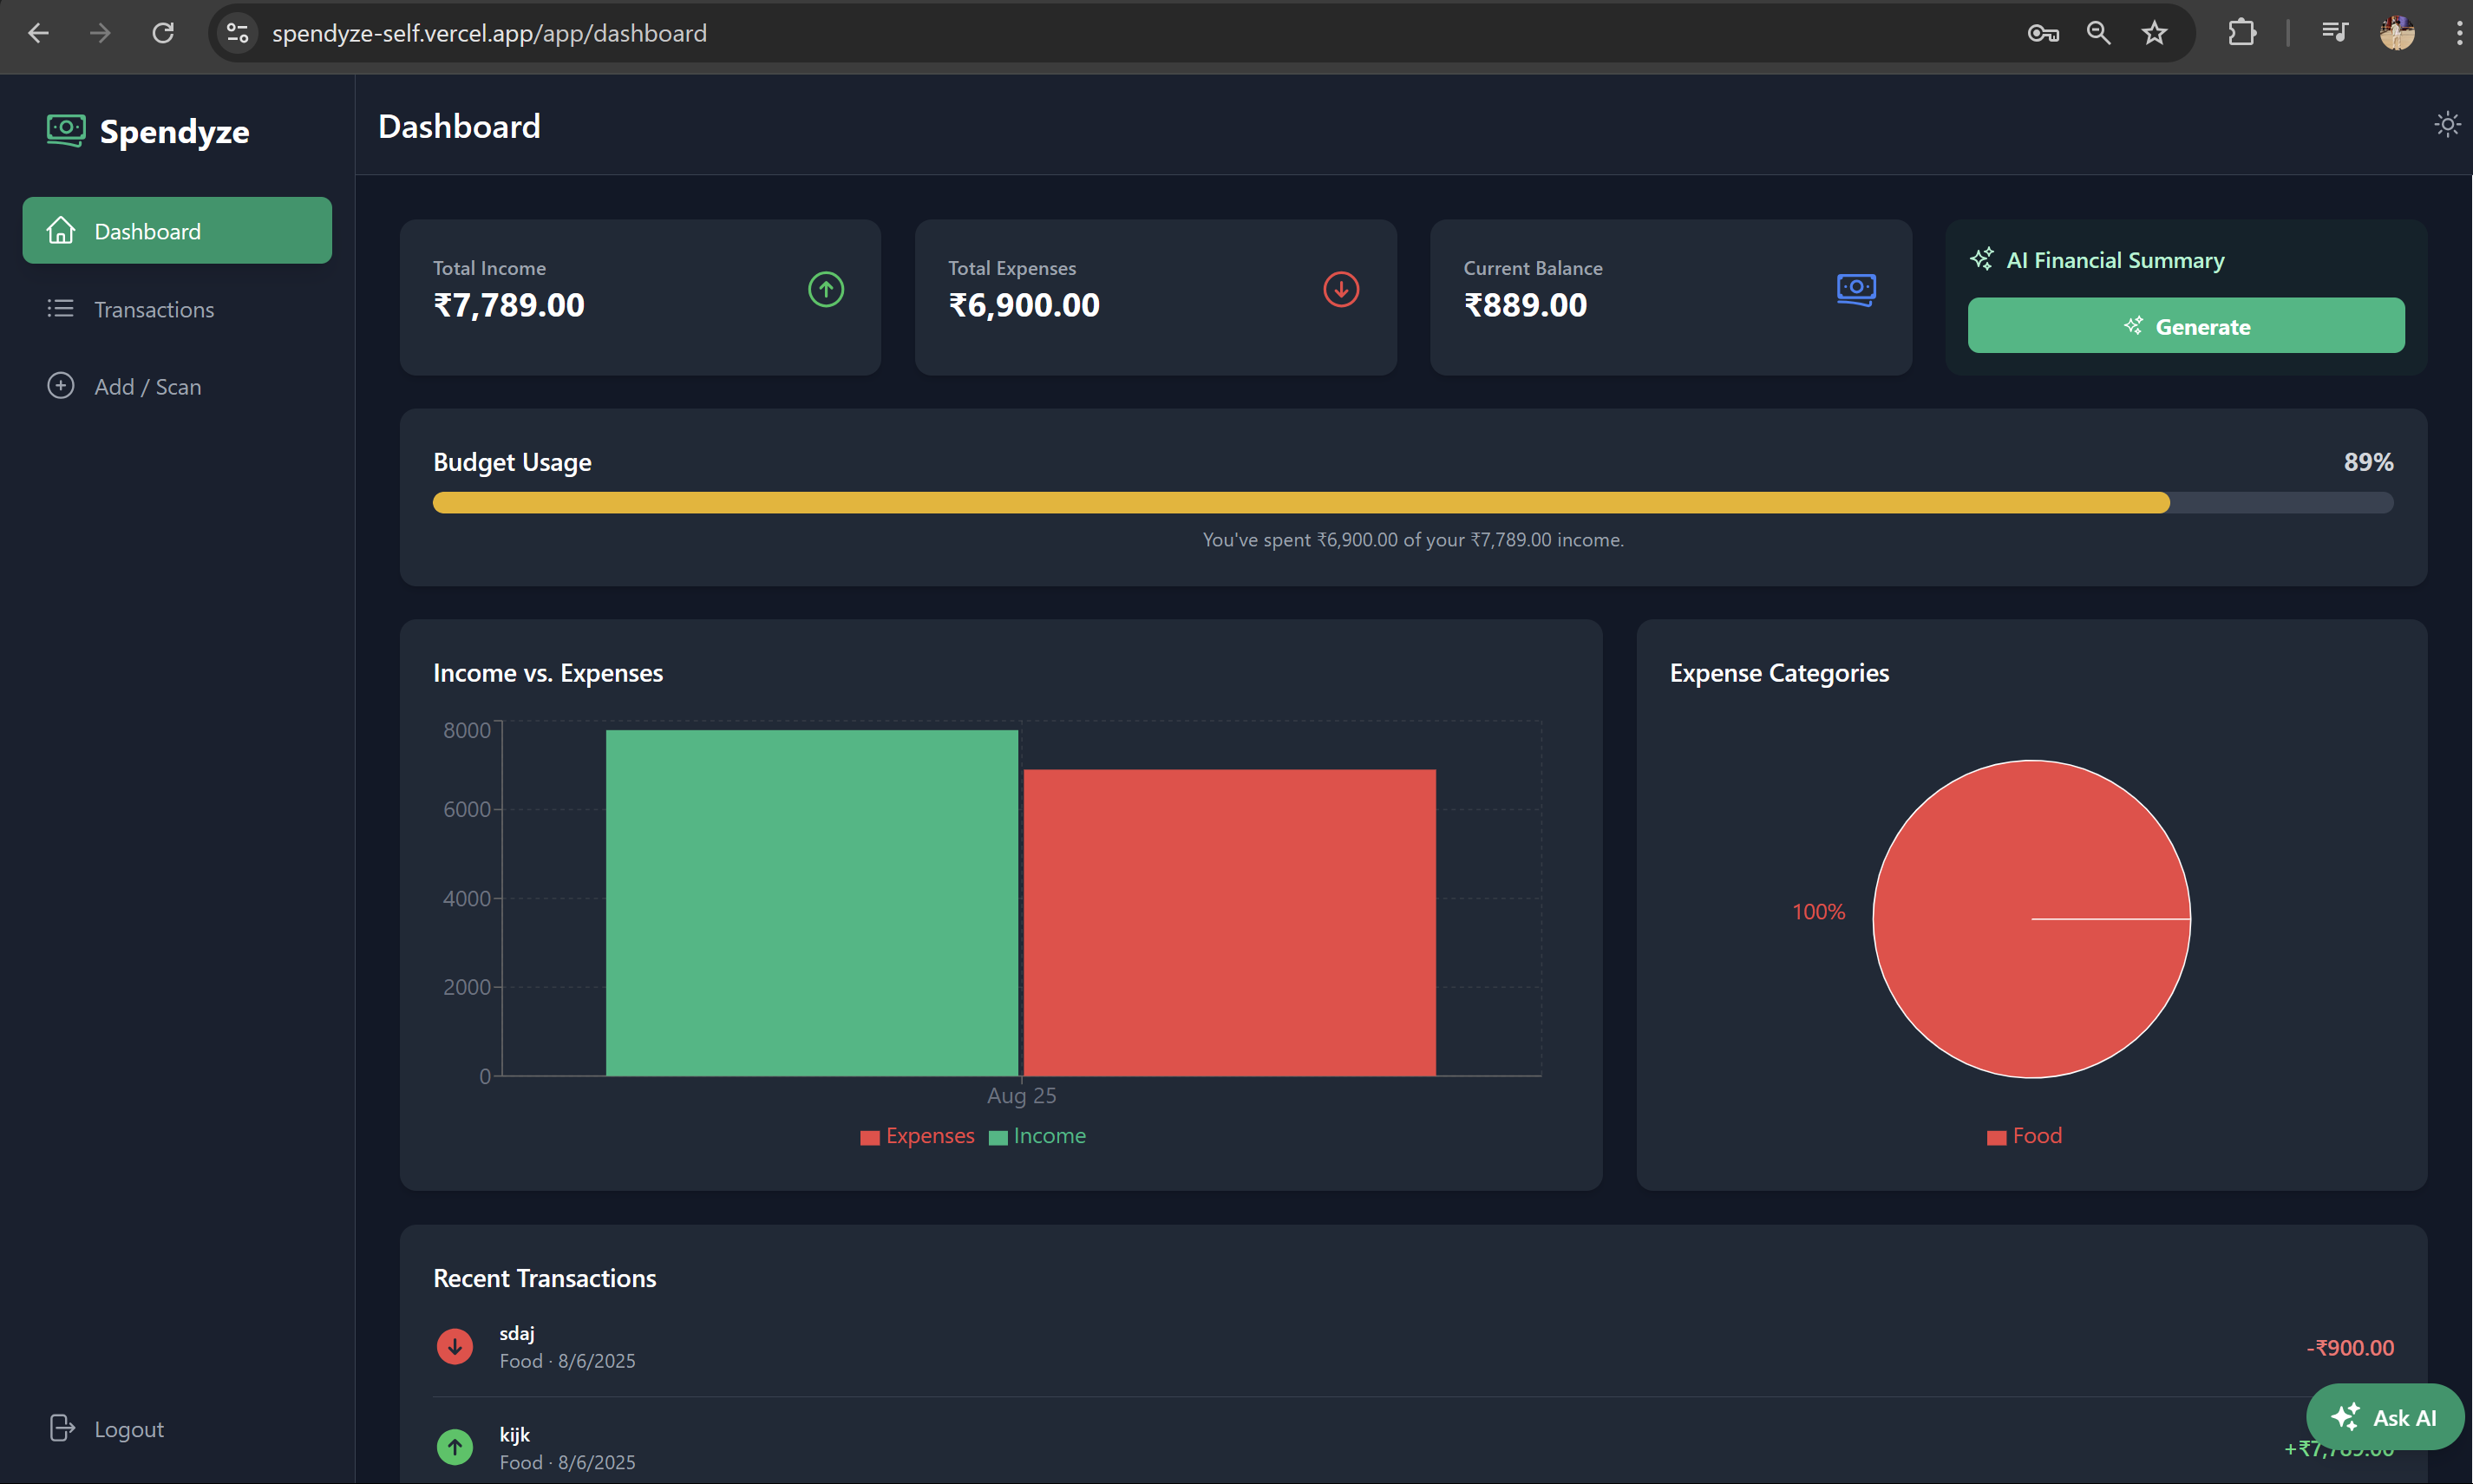 spendyze-self.vercel.app/app/dashboard
Spendyze
Dashboard
Transactions
Add / Scan
Logout
Dashboard
Total Income
₹7,789.00
Total Expenses
₹6,900.00
Current Balance
₹889.00
AI Financial Summary
Generate
Budget Usage
89%
You've spent ₹6,900.00 of your ₹7,789.00 income.
Income vs. Expenses
8000
6000
4000
2000
0
Aug 25
Expenses Income
Expense Categories
100%
Food
Recent Transactions
sdaj
Food · 8/6/2025
-₹900.00
kijk
Food · 8/6/2025
Ask AI